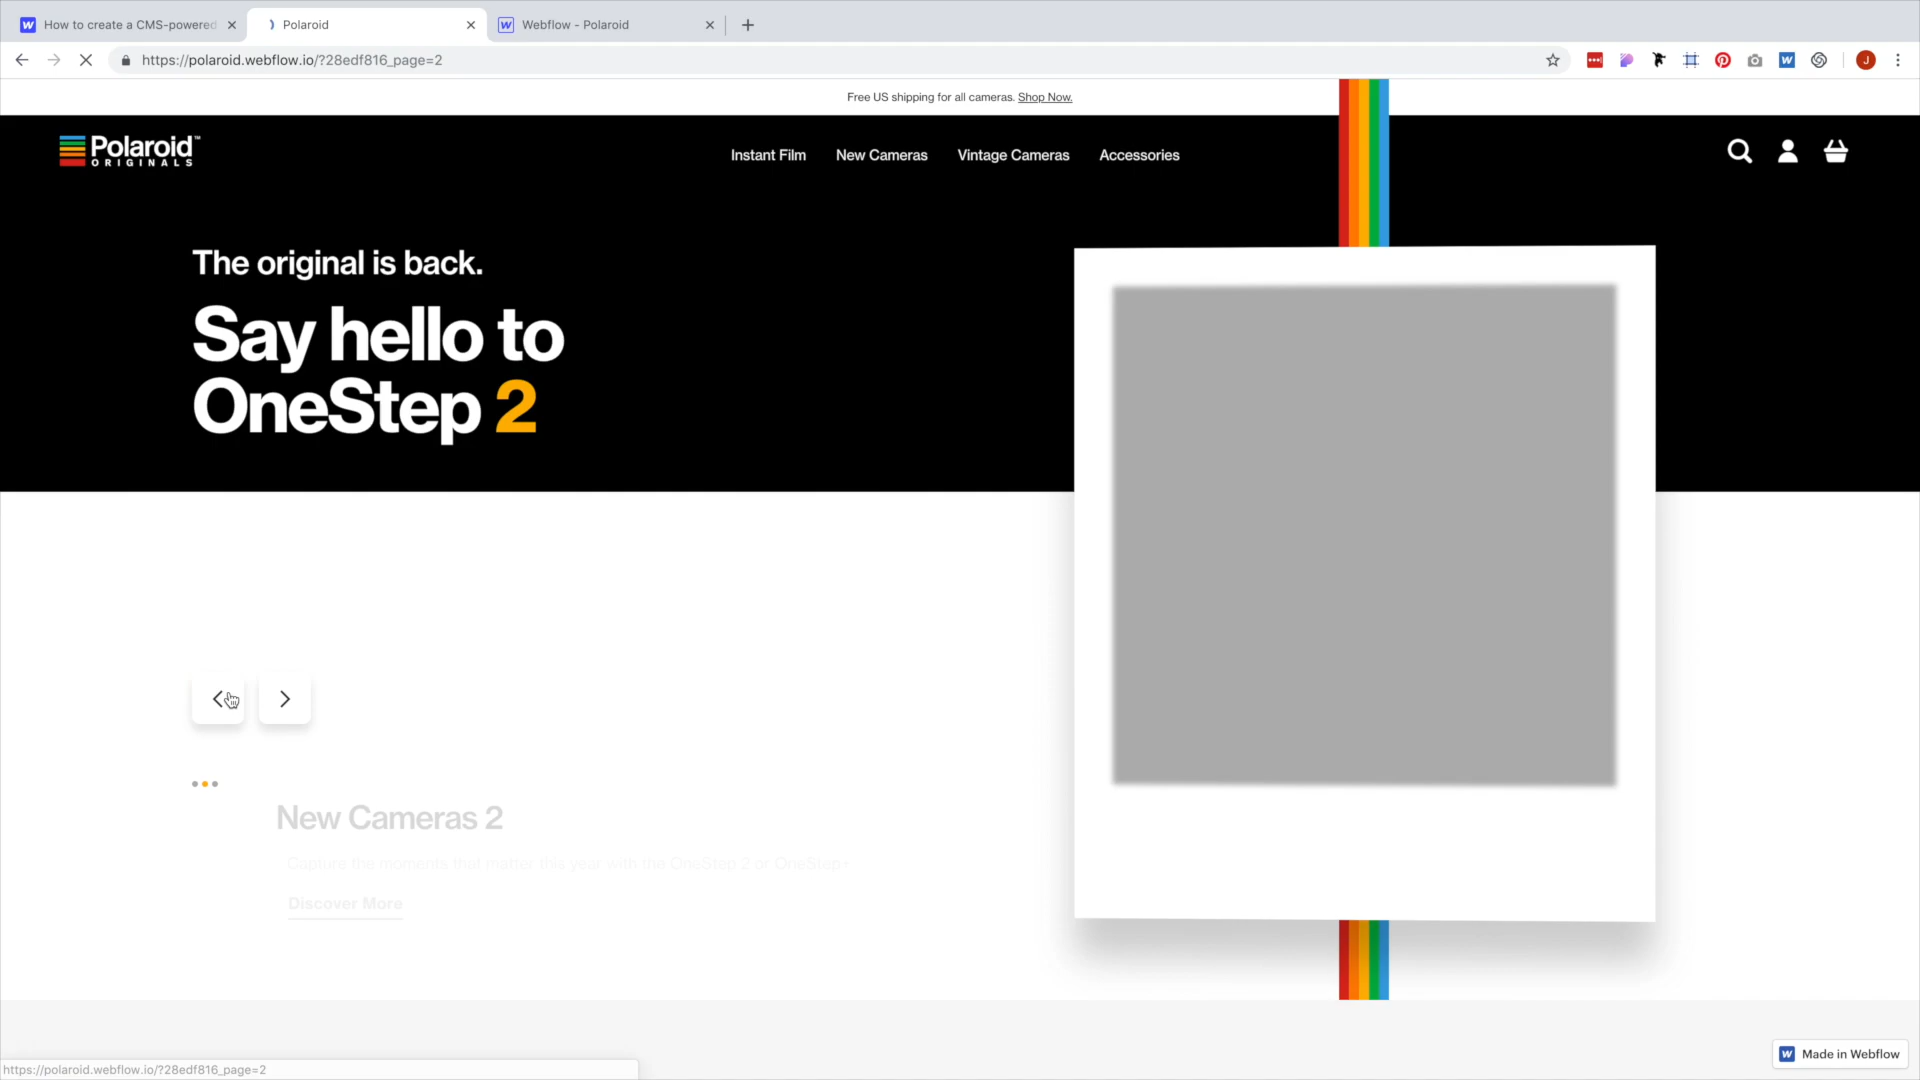 How to create a CMS-powered
Polaroid
Webflow - Polaroid
https://polaroid.webflow.io/?28edf816_page=2
J
Free US shipping for all cameras. Shop Now.
Polaroid™
ORIGINALS
Instant Film New Cameras Vintage Cameras Accessories
The original is back.
Say hello to
OneStep 2
New Cameras 2
Capture the moments that matter this year with the OneStep 2 or OneStep+
Discover More
Made in Webflow
https://polaroid.webflow.io/?28edf816_page=2